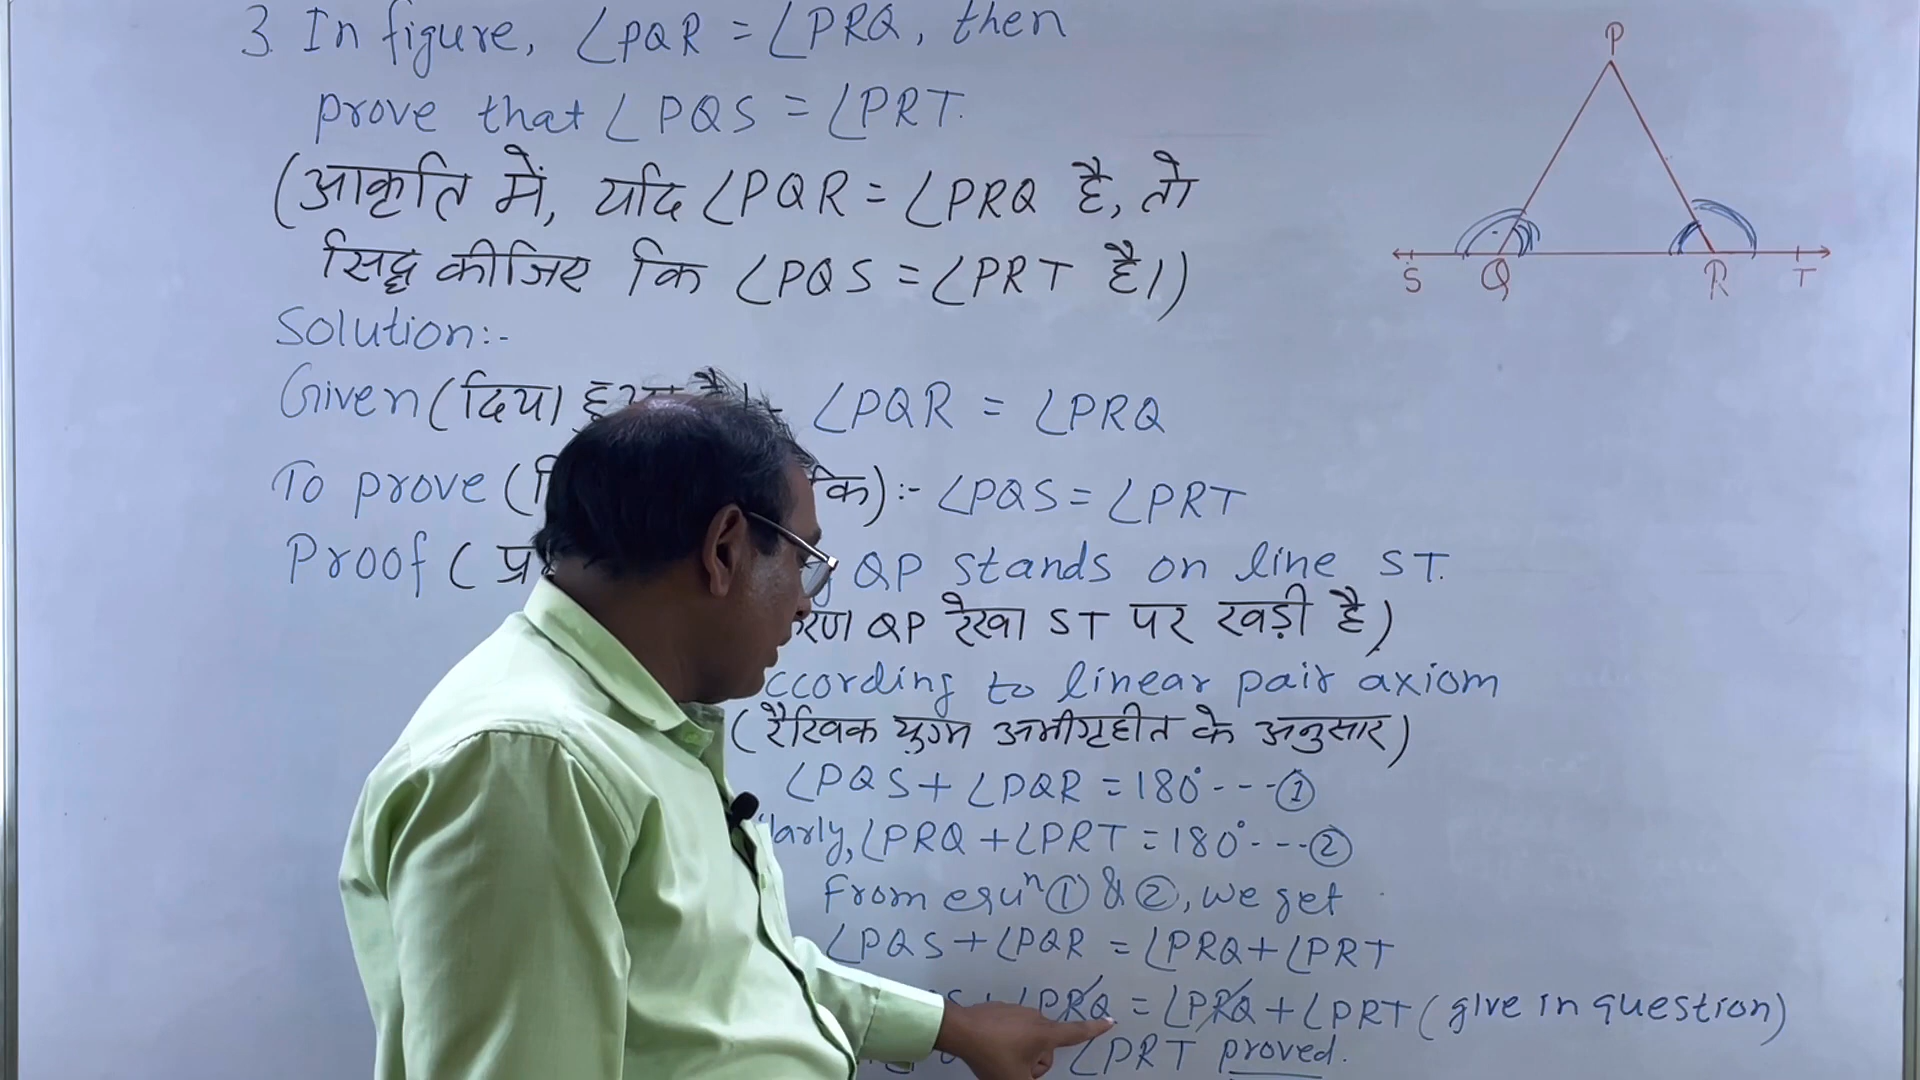 3. In figure, ∠PQR = ∠PRQ, then
prove that ∠PQS = ∠PRT.
(आकृति में, यदि ∠PQR = ∠PRQ है, तो
सिद्ध कीजिए कि ∠PQS = ∠PRT है।)
Solution:-
Given (दिया ∠PQR = ∠PRQ
To prove ( कि):- ∠PQS = ∠PRT
Proof ( QP stands on line ST.
QP रेखा ST पर खड़ी है)
to linear pair axiom
(रैखिक युग्म अभीगृहीत के अनुसार)
∠PQS + ∠PQR = 180° ---①
∠PRQ + ∠PRT = 180° ---②
From equⁿ ① & ②, we get
∠PQS + ∠PQR = ∠PRQ + ∠PRT
∠PRQ = ∠PRQ + ∠PRT (give in question)
∠PRT proved.
P
S Q R T